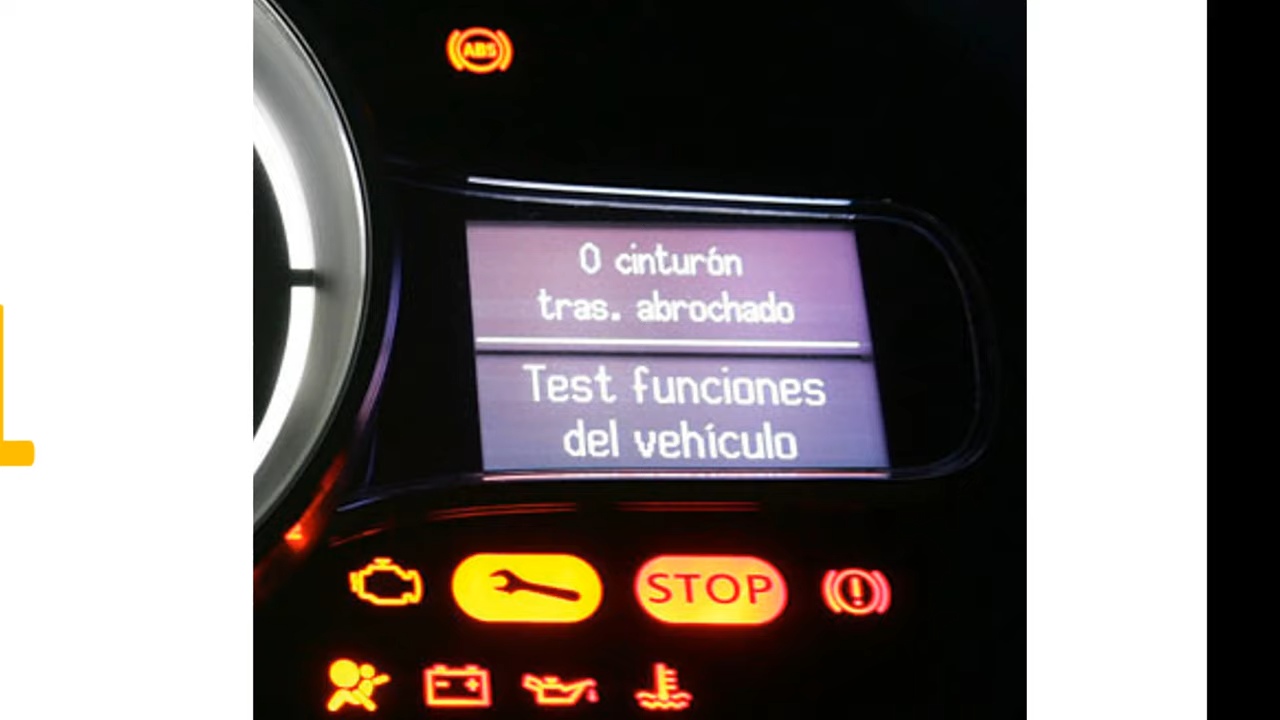 ABS
0 cinturón
tras. abrochado
Test funciones
del vehículo
STOP